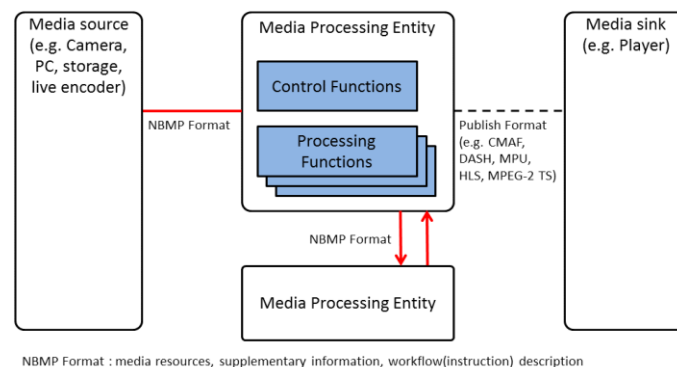 Media source
(e.g. Camera,
PC, storage,
live encoder)
NBMP Format
Media Processing Entity
Control Functions
Processing
Functions
NBMP Format
Media Processing Entity
Publish Format
(e.g. CMAF,
DASH, MPU,
HLS, MPEG-2 TS)
Media sink
(e.g. Player)
NBMP Format : media resources, supplementary information, workflow(instruction) description